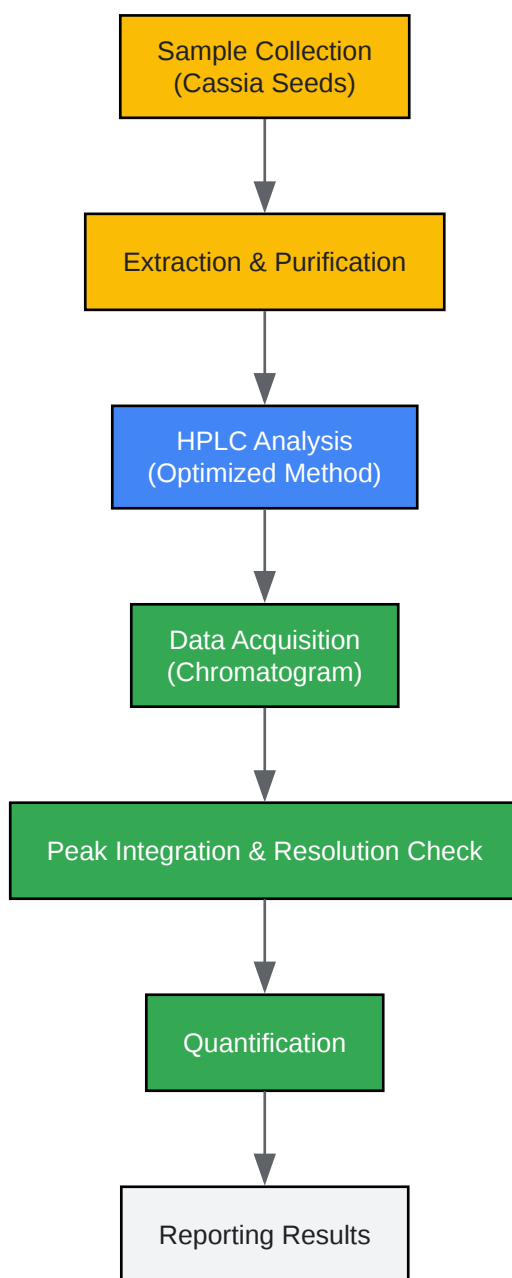 Sample Collection
(Cassia Seeds)
Extraction & Purification
HPLC Analysis
(Optimized Method)
Data Acquisition
(Chromatogram)
Peak Integration & Resolution Check
Quantification
Reporting Results